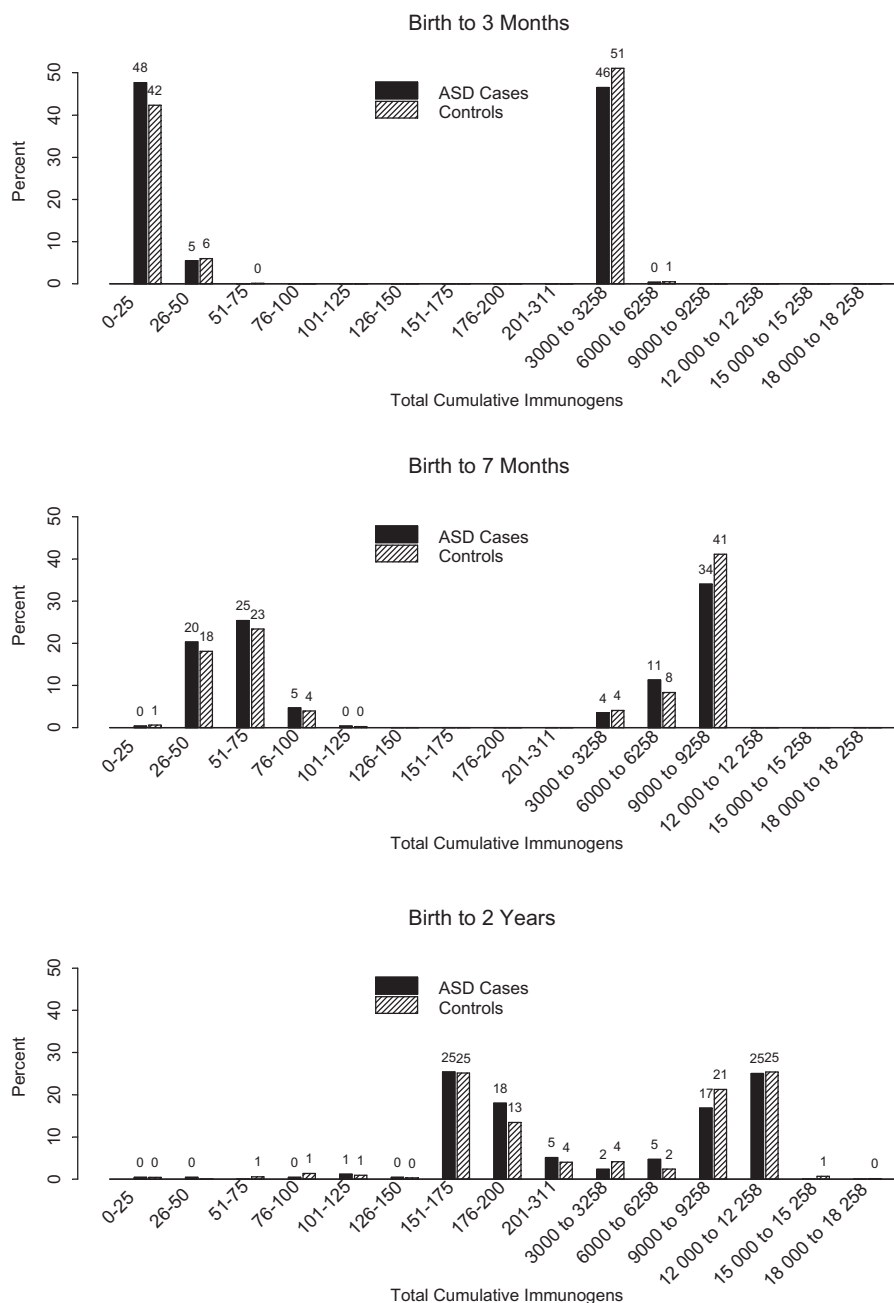 Birth to 3 Months
Percent
50
40
30
20
10
0
48
42
5
6
0
46
51
0
1
ASD Cases
Controls
0-25
26-50
51-75
76-100
101-125
126-150
151-175
176-200
201-311
3000 to 3258
6000 to 6258
9000 to 9258
12 000 to 12 258
15 000 to 15 258
18 000 to 18 258
Total Cumulative Immunogens
Birth to 7 Months
Percent
50
40
30
20
10
0
0
1
20
18
25
23
5
4
0
0
4
4
11
8
34
41
ASD Cases
Controls
0-25
26-50
51-75
76-100
101-125
126-150
151-175
176-200
201-311
3000 to 3258
6000 to 6258
9000 to 9258
12 000 to 12 258
15 000 to 15 258
18 000 to 18 258
Total Cumulative Immunogens
Birth to 2 Years
Percent
50
40
30
20
10
0
0
0
0
1
0
1
1
1
0
0
25
25
18
13
5
4
2
4
5
2
17
21
25
25
1
0
ASD Cases
Controls
0-25
26-50
51-75
76-100
101-125
126-150
151-175
176-200
201-311
3000 to 3258
6000 to 6258
9000 to 9258
12 000 to 12 258
15 000 to 15 258
18 000 to 18 258
Total Cumulative Immunogens